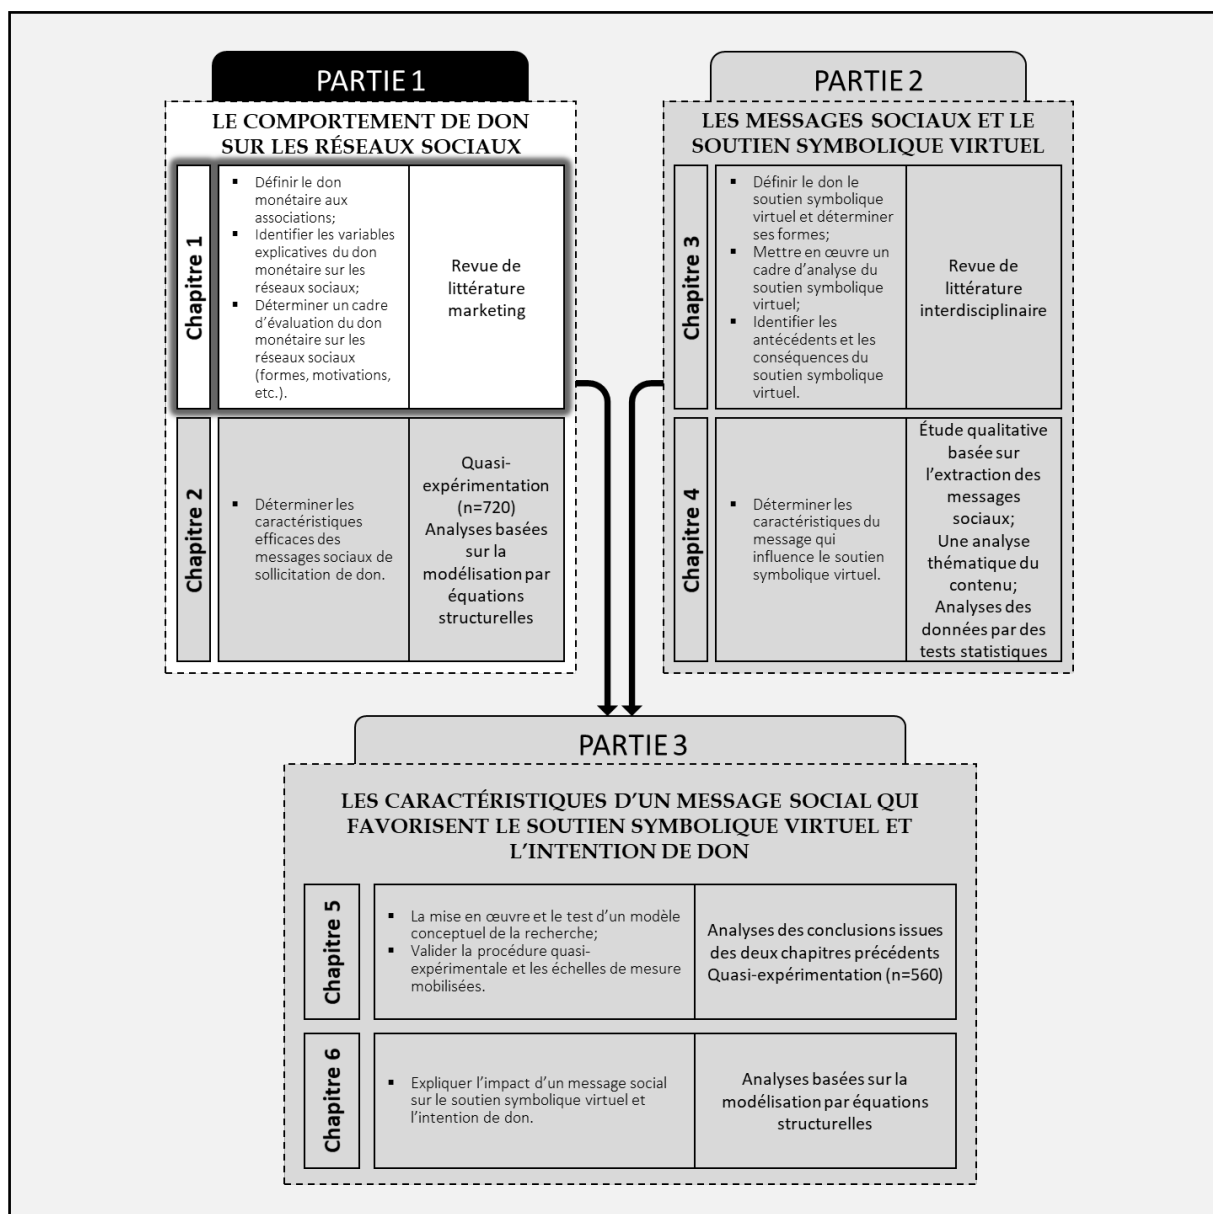 PARTIE 1
LE COMPORTEMENT DE DON
SUR LES RÉSEAUX SOCIAUX
Chapitre 1
▪ Définir le don
monétaire aux
associations;
▪ Identifier les variables
explicatives du don
monétaire sur les
réseaux sociaux;
▪ Déterminer un cadre
d’évaluation du don
monétaire sur les
réseaux sociaux
(formes, motivations,
etc.).
Revue de
littérature
marketing
Chapitre 2
▪ Déterminer les
caractéristiques
efficaces des
messages sociaux de
sollicitation de don.
Quasi-
expérimentation
(n=720)
Analyses basées
sur la
modélisation par
équations
structurelles
PARTIE 2
LES MESSAGES SOCIAUX ET LE
SOUTIEN SYMBOLIQUE VIRTUEL
Chapitre 3
▪ Définir le don le
soutien symbolique
virtuel et déterminer
ses formes;
▪ Mettre en œuvre un
cadre d’analyse du
soutien symbolique
virtuel;
▪ Identifier les
antécédents et les
conséquences du
soutien symbolique
virtuel.
Revue de
littérature
interdisciplinaire
Chapitre 4
▪ Déterminer les
caractéristiques du
message qui
influence le soutien
symbolique virtuel.
Étude qualitative
basée sur
l’extraction des
messages
sociaux;
Une analyse
thématique du
contenu;
Analyses des
données par des
tests statistiques
PARTIE 3
LES CARACTÉRISTIQUES D’UN MESSAGE SOCIAL QUI
FAVORISENT LE SOUTIEN SYMBOLIQUE VIRTUEL ET
L’INTENTION DE DON
Chapitre 5
▪ La mise en œuvre et le test d’un modèle
conceptuel de la recherche;
▪ Valider la procédure quasi-
expérimentale et les échelles de mesure
mobilisées.
Analyses des conclusions issues
des deux chapitres précédents
Quasi-expérimentation (n=560)
Chapitre 6
▪ Expliquer l’impact d’un message social
sur le soutien symbolique virtuel et
l’intention de don.
Analyses basées sur la
modélisation par équations
structurelles